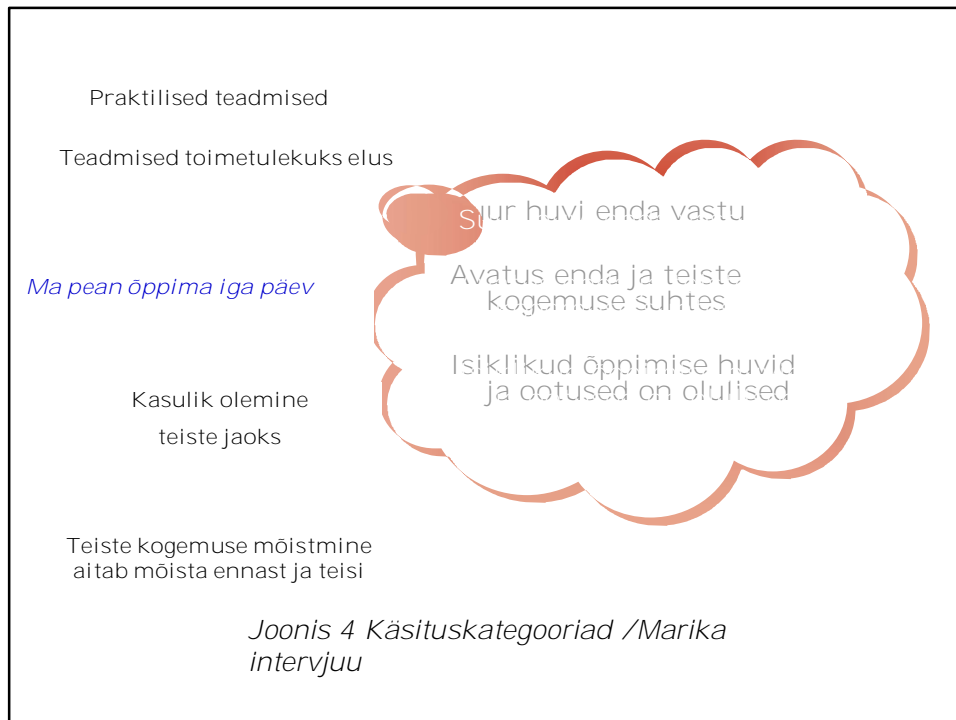 Praktilised teadmised
Teadmised toimetulekuks elus
Suur huvi enda vastu
Avatus enda ja teiste
kogemuse suhtes
Ma pean õppima iga päev
Isiklikud õppimise huvid
ja ootused on olulised
Kasulik olemine
teiste jaoks
Teiste kogemuse mõistmine
aitab mõista ennast ja teisi
Joonis 4 Käsituskategooriad /Marika
intervjuu